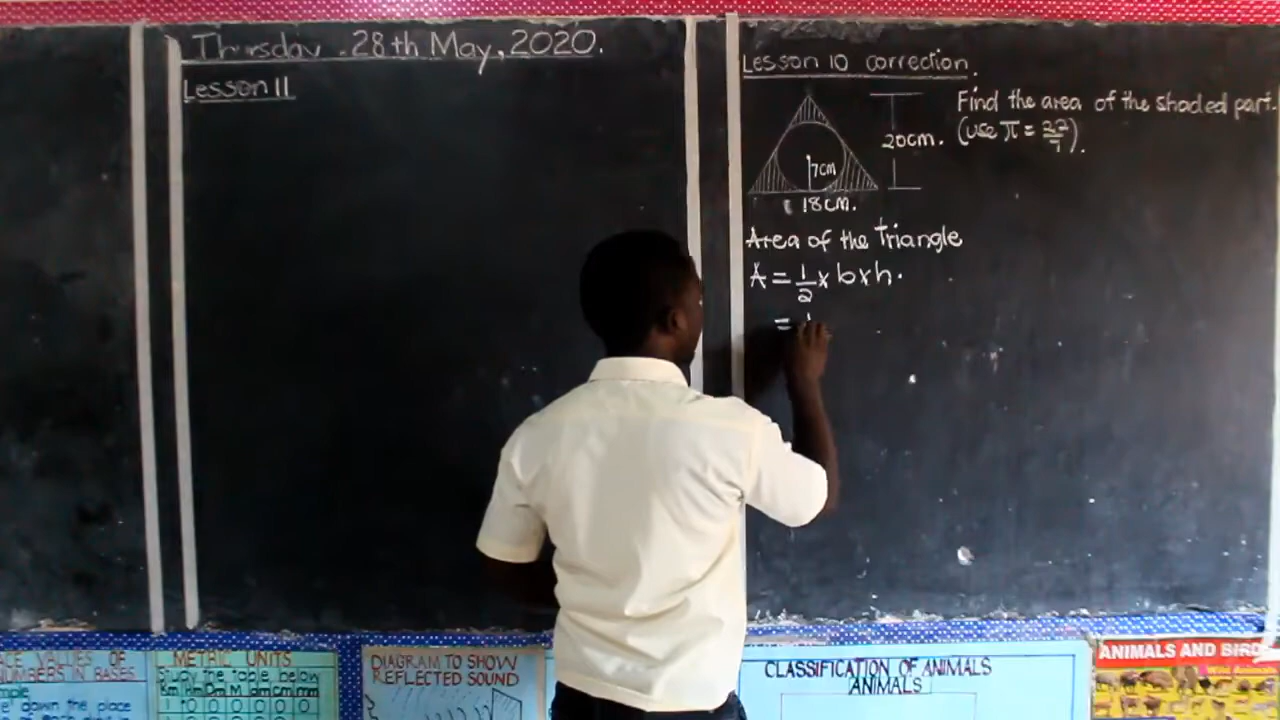 Thursday . 28th May, 2020.
Lesson 11
Lesson 10 correction.
Find the area of the shaded part.
(use π = 22/7).
20cm.
7cm
18cm.
Area of the Triangle
A = 1/2 x b x h.
= 1
VALUES OF
NUMBERS IN BASES.
down the place
METRIC UNITS
Study the table below
Km Hm Dm M dm cm mm
1 0 0 0 0 0 0
DIAGRAM TO SHOW
REFLECTED SOUND
CLASSIFICATION OF ANIMALS
ANIMALS
ANIMALS AND BIRD